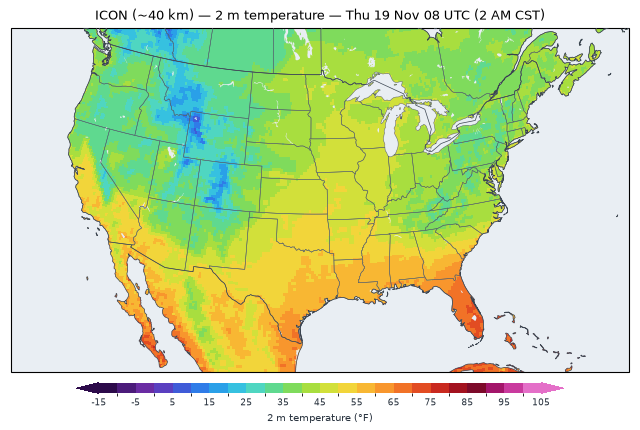 ICON (~40 km) — 2 m temperature — Thu 19 Nov 08 UTC (2 AM CST)
-15 -5 5 15 25 35 45 55 65 75 85 95 105
2 m temperature (°F)